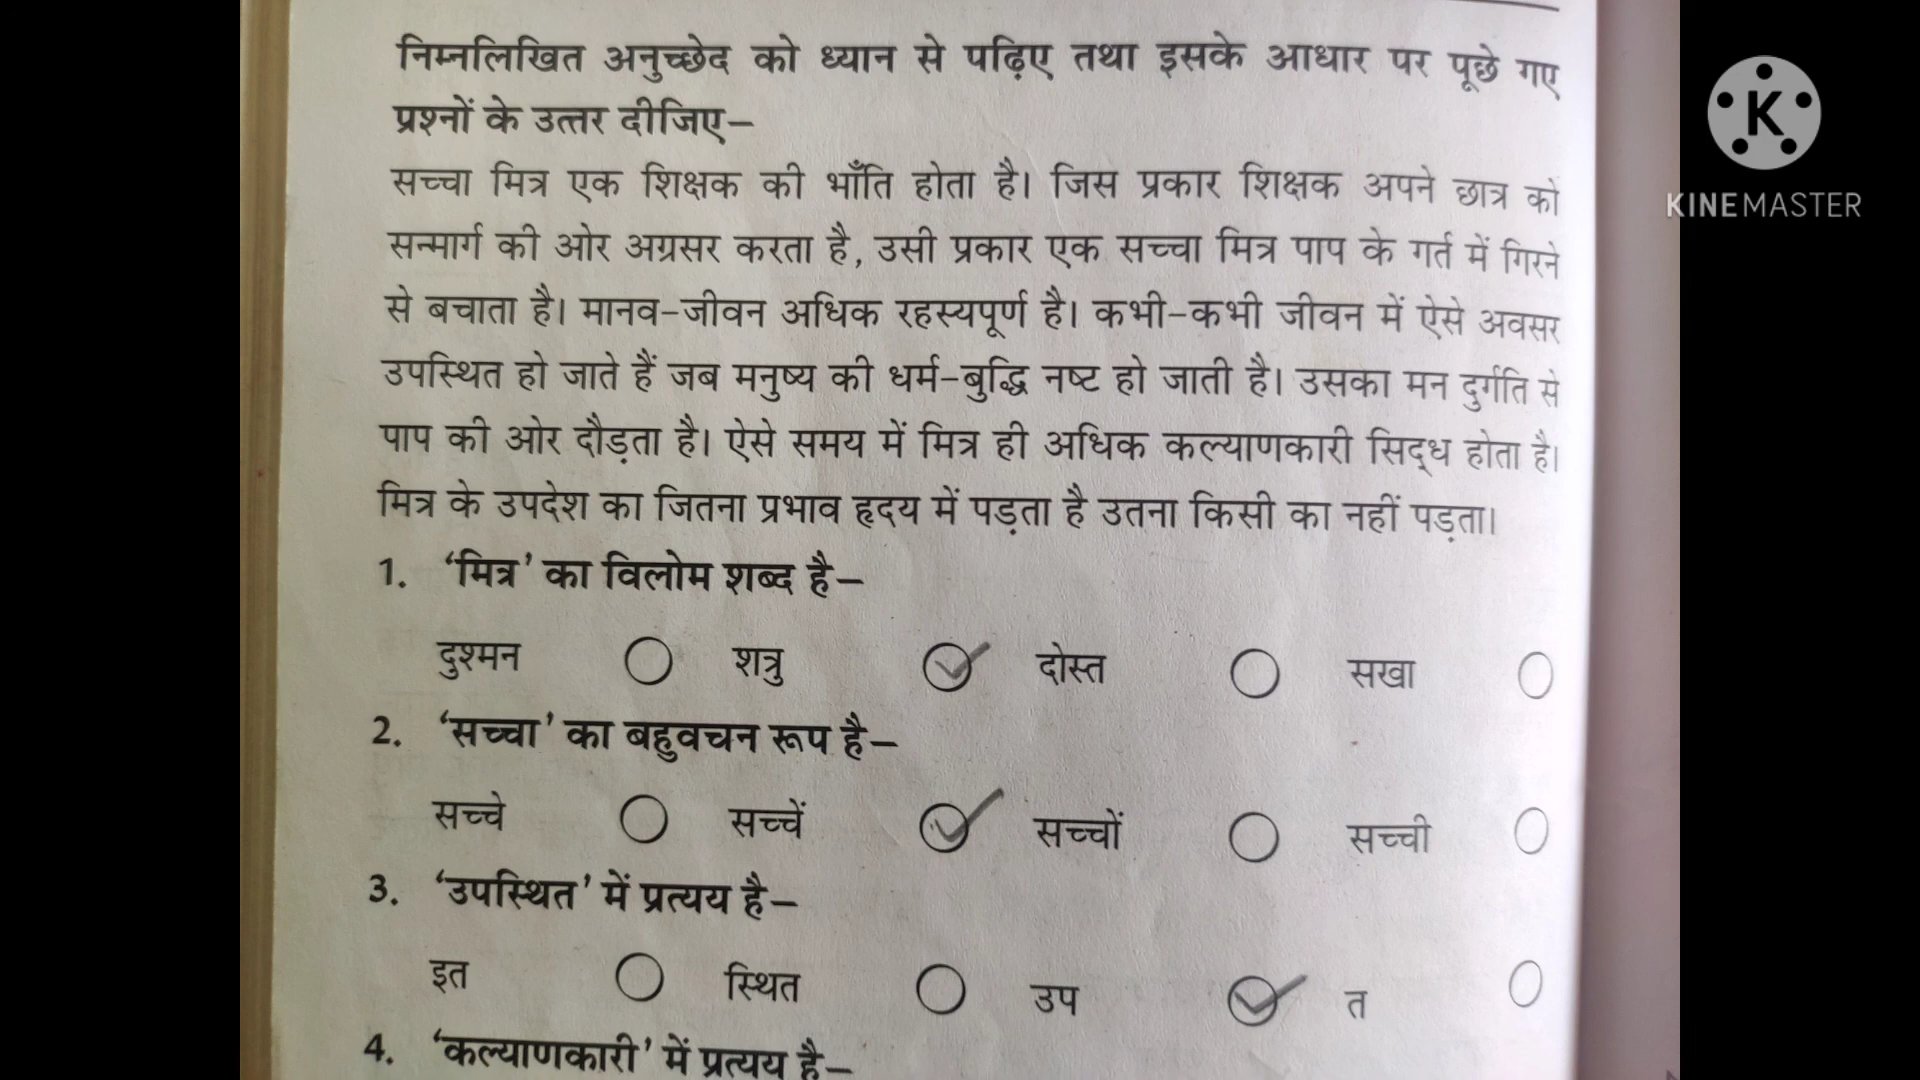 निम्नलिखित अनुच्छेद को ध्यान से पढ़िए तथा इसके आधार पर पूछे गए
प्रश्नों के उत्तर दीजिए–
सच्चा मित्र एक शिक्षक की भाँति होता है। जिस प्रकार शिक्षक अपने छात्र को
सन्मार्ग की ओर अग्रसर करता है, उसी प्रकार एक सच्चा मित्र पाप के गर्त में गिरने
से बचाता है। मानव-जीवन अधिक रहस्यपूर्ण है। कभी-कभी जीवन में ऐसे अवसर
उपस्थित हो जाते हैं जब मनुष्य की धर्म-बुद्धि नष्ट हो जाती है। उसका मन दुर्गति से
पाप की ओर दौड़ता है। ऐसे समय में मित्र ही अधिक कल्याणकारी सिद्ध होता है।
मित्र के उपदेश का जितना प्रभाव हृदय में पड़ता है उतना किसी का नहीं पड़ता।
1. 'मित्र' का विलोम शब्द है–
दुश्मन शत्रु दोस्त सखा
2. 'सच्चा' का बहुवचन रूप है–
सच्चे सच्चें सच्चों सच्ची
3. 'उपस्थित' में प्रत्यय है–
इत स्थित उप त
4. 'कल्याणकारी' में प्रत्यय है–
K
KINEMASTER